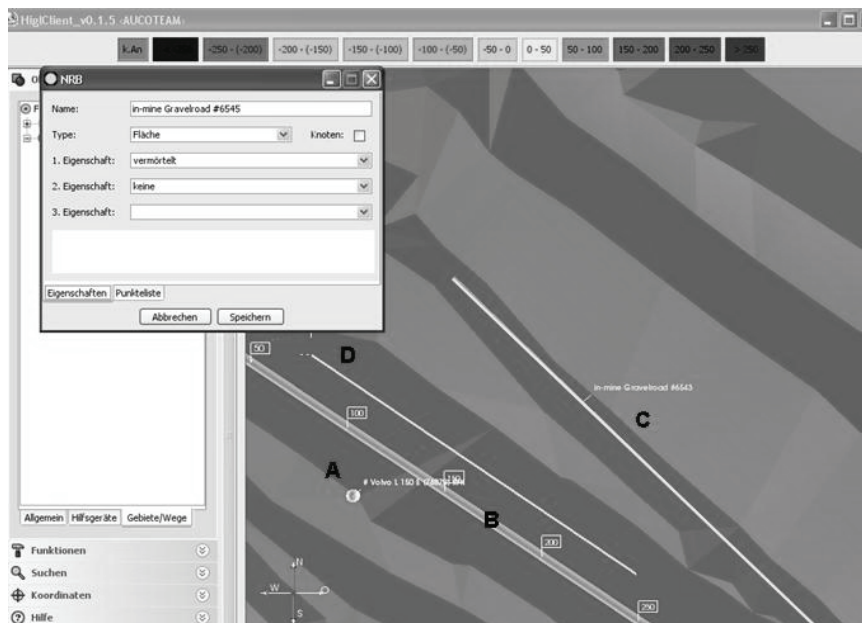 HiglClient_v0.1.5 <AUCOTEAM>
k.An
-250 - (-200)
-200 - (-150)
-150 - (-100)
-100 - (-50)
-50 - 0
0 - 50
50 - 100
150 - 200
200 - 250
> 250
NRB
Name: in-mine Gravelroad #6545
Type: Fläche Knoten:
1. Eigenschaft: vermörtelt
2. Eigenschaft: keine
3. Eigenschaft:
Eigenschaften Punkteliste
Abbrechen Speichern
50
D
in-mine Gravelroad #6543
C
100
A
# Volvo L 150 E
150
B
200
250
N
W
O
S
Allgemein Hilfsgeräte Gebiete/Wege
Funktionen
Suchen
Koordinaten
Hilfe